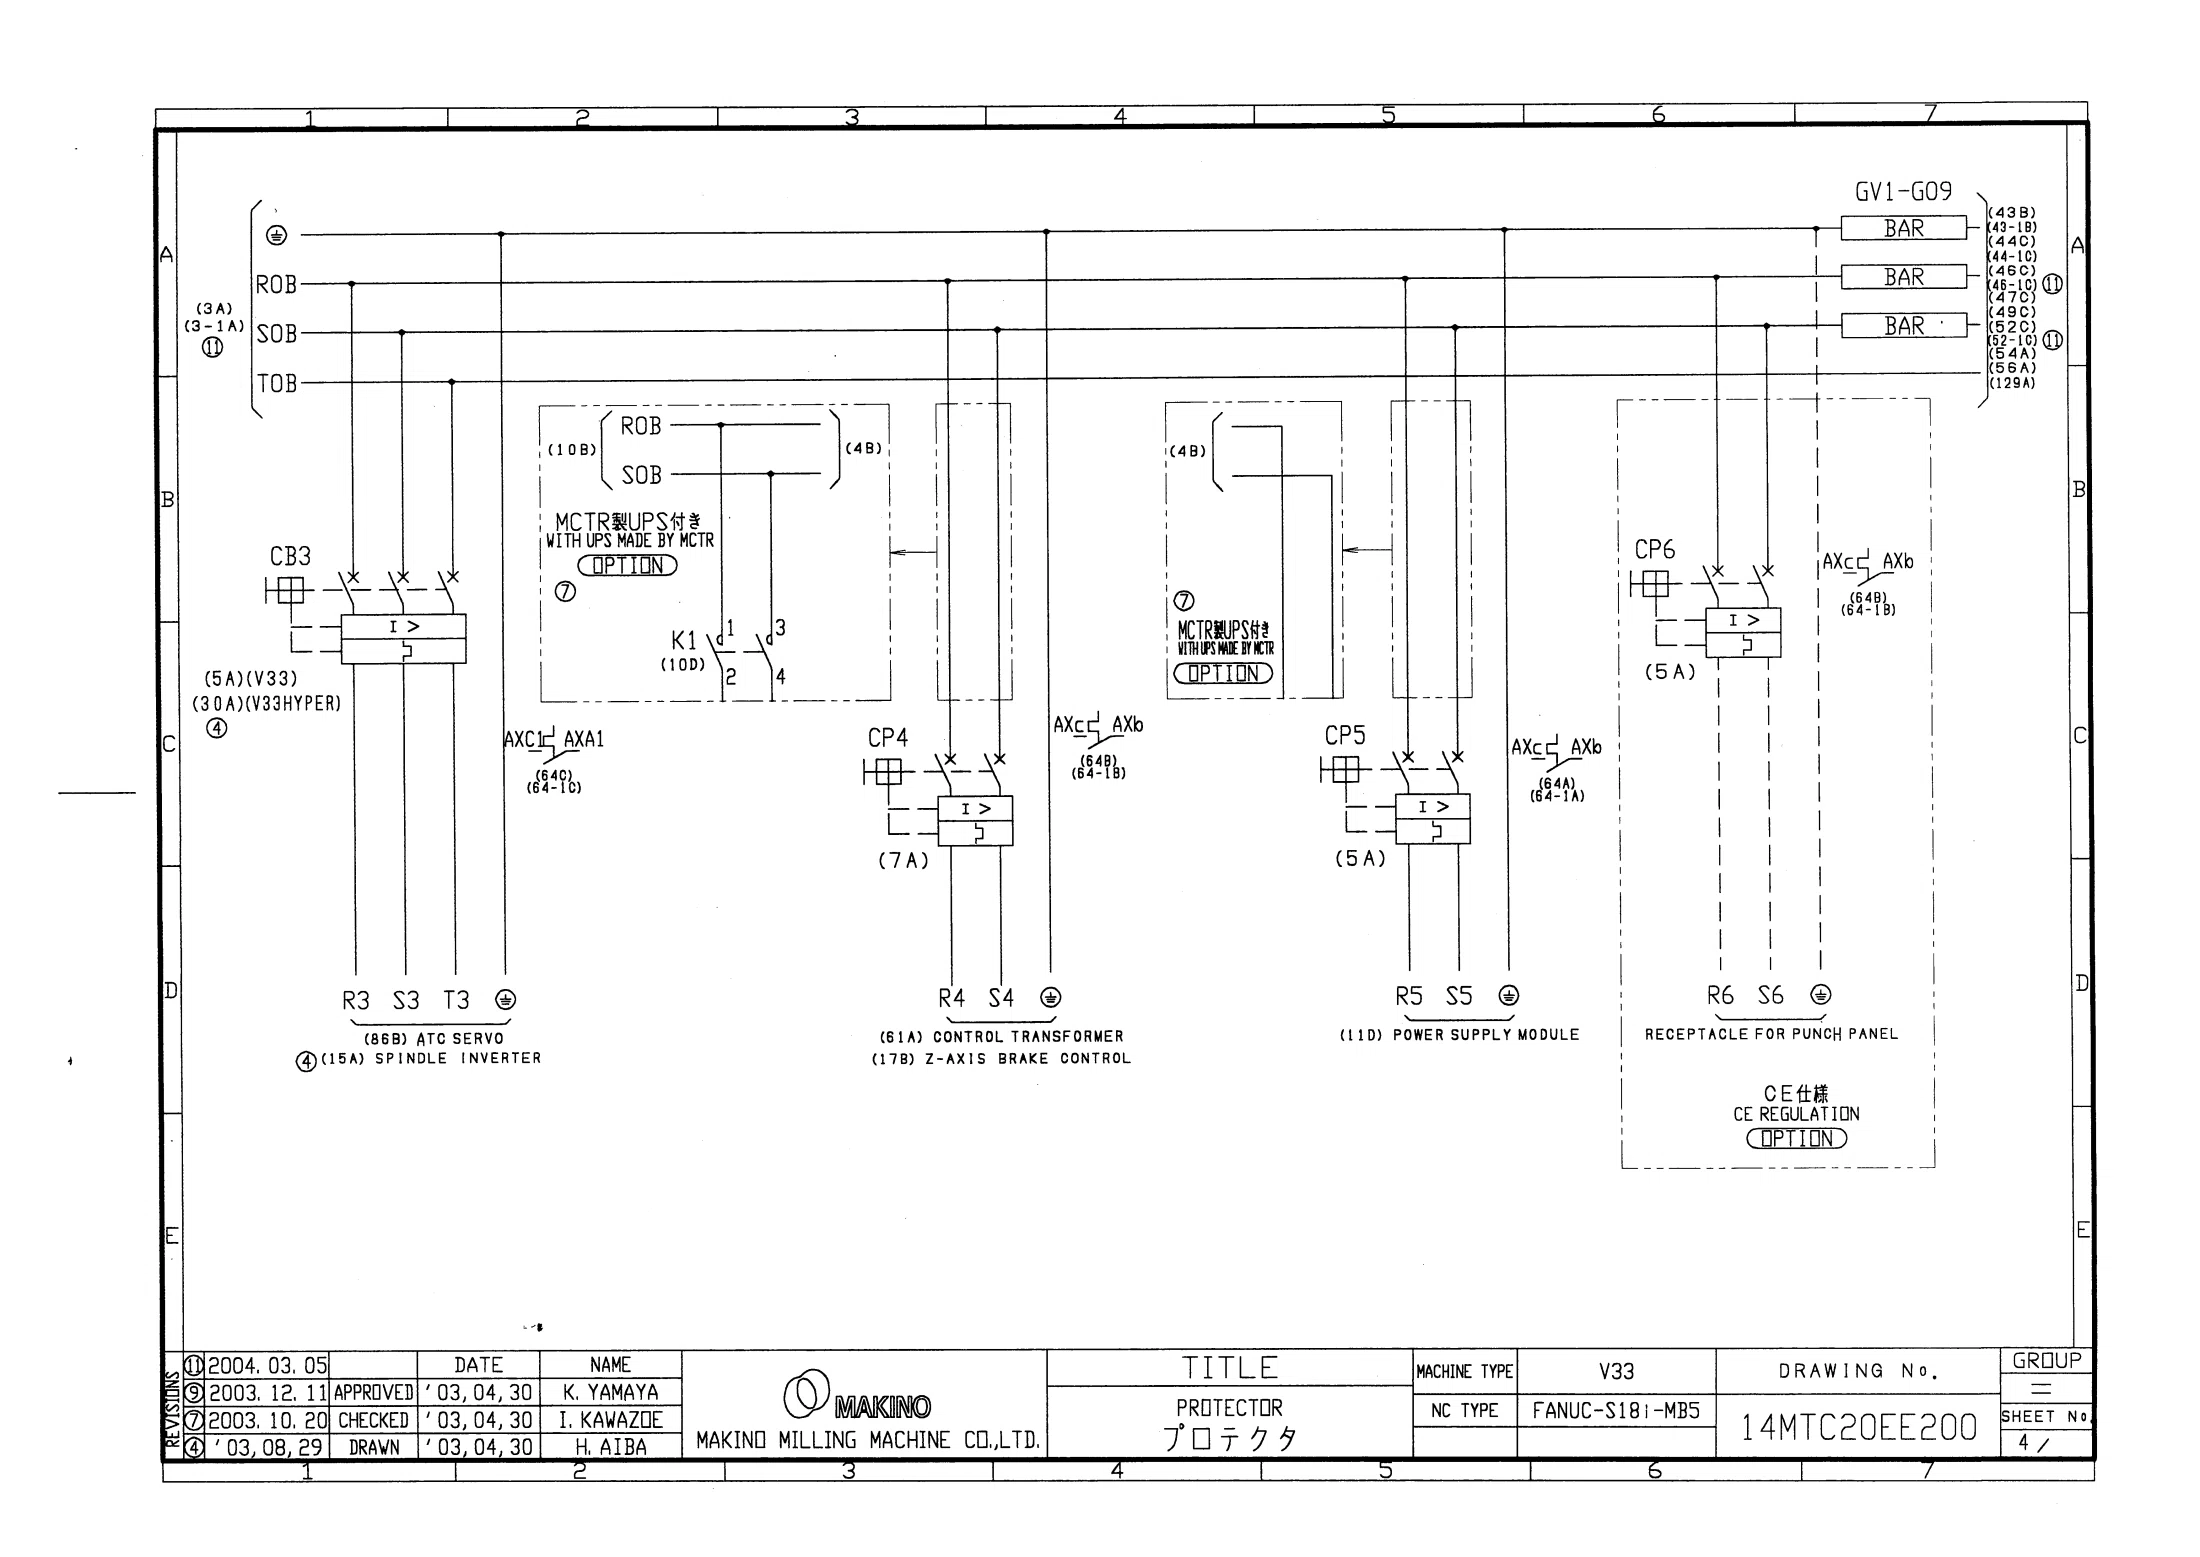 1 2 3 4 5 6 7
GV1-G09
A
BAR
(43B)
(43-1B)
(44C)
(44-1C)
A
ROB
BAR
(46C)
(46-1C) ⑪
(47C)
(3A)
(3-1A)
⑪
SOB
BAR
(49C)
(52C)
(52-1C) ⑪
(54A)
TOB
(56A)
(129A)
(10B)
ROB
SOB
(4B)
(4B)
B
B
MCTR製UPS付き
WITH UPS MADE BY MCTR
OPTION
⑦
K1
(10D)
1 3
2 4
⑦
MCTR製UPS付き
WITH UPS MADE BY MCTR
OPTION
CB3
I >
(5A)(V33)
(30A)(V33HYPER)
④
CP6
I >
(5A)
AXc AXb
(64B)
(64-1B)
C
C
AXC1 AXA1
(64C)
(64-1C)
CP4
I >
(7A)
AXc AXb
(64B)
(64-1B)
CP5
I >
(5A)
AXc AXb
(64A)
(64-1A)
D
D
R3 S3 T3
(86B) ATC SERVO
④ (15A) SPINDLE INVERTER
R4 S4
(61A) CONTROL TRANSFORMER
(17B) Z-AXIS BRAKE CONTROL
R5 S5
(11D) POWER SUPPLY MODULE
R6 S6
RECEPTACLE FOR PUNCH PANEL
CE仕様
CE REGULATION
OPTION
E
E
REVISIONS
⑪ 2004. 03. 05 DATE NAME
⑨ 2003. 12. 11 APPROVED '03, 04, 30 K. YAMAYA
⑦ 2003. 10. 20 CHECKED '03, 04, 30 I. KAWAZOE
④ '03, 08, 29 DRAWN '03, 04, 30 H. AIBA
MAKINO
MAKINO MILLING MACHINE CO.,LTD.
TITLE
PROTECTOR
プロテクタ
MACHINE TYPE V33
NC TYPE FANUC-S18i-MB5
DRAWING No.
14MTC20EE200
GROUP
=
SHEET No.
4 /
1 2 3 4 5 6 7